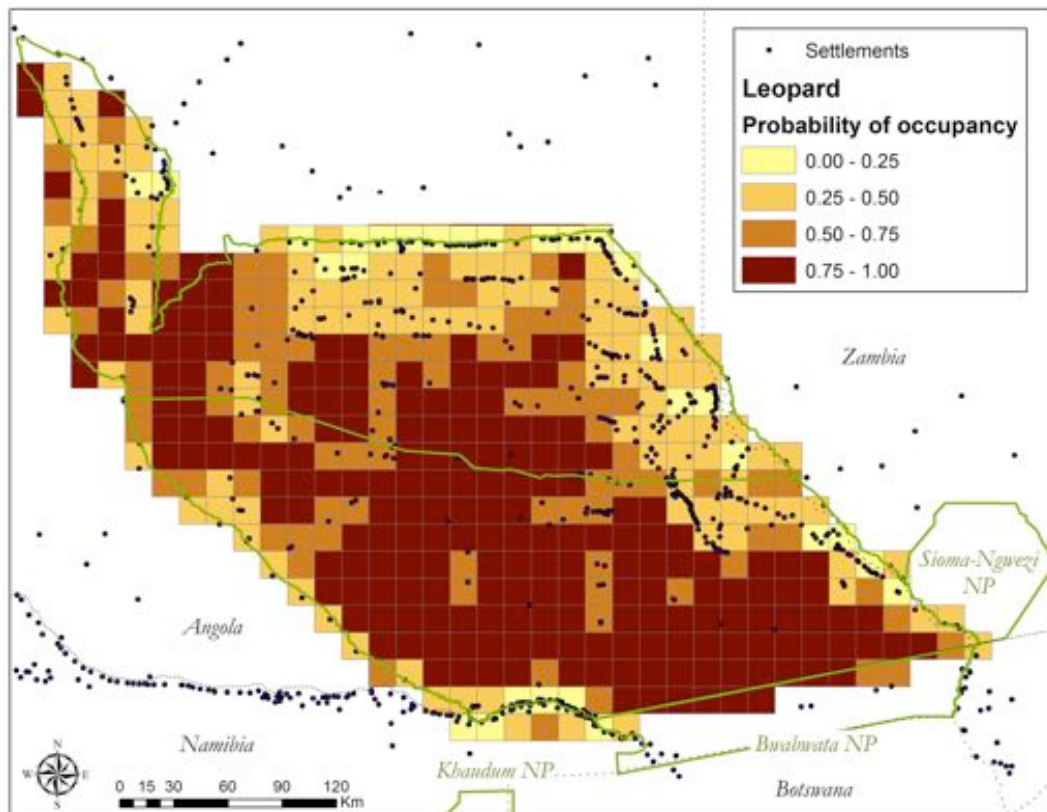 Settlements
Leopard
Probability of occupancy
0.00 - 0.25
0.25 - 0.50
0.50 - 0.75
0.75 - 1.00
Zambia
Sioma-Ngwezi
NP
Angola
Namibia
Khaudum NP
Bwabwata NP
Botswana
N
W E
S
0 15 30 60 90 120
Km